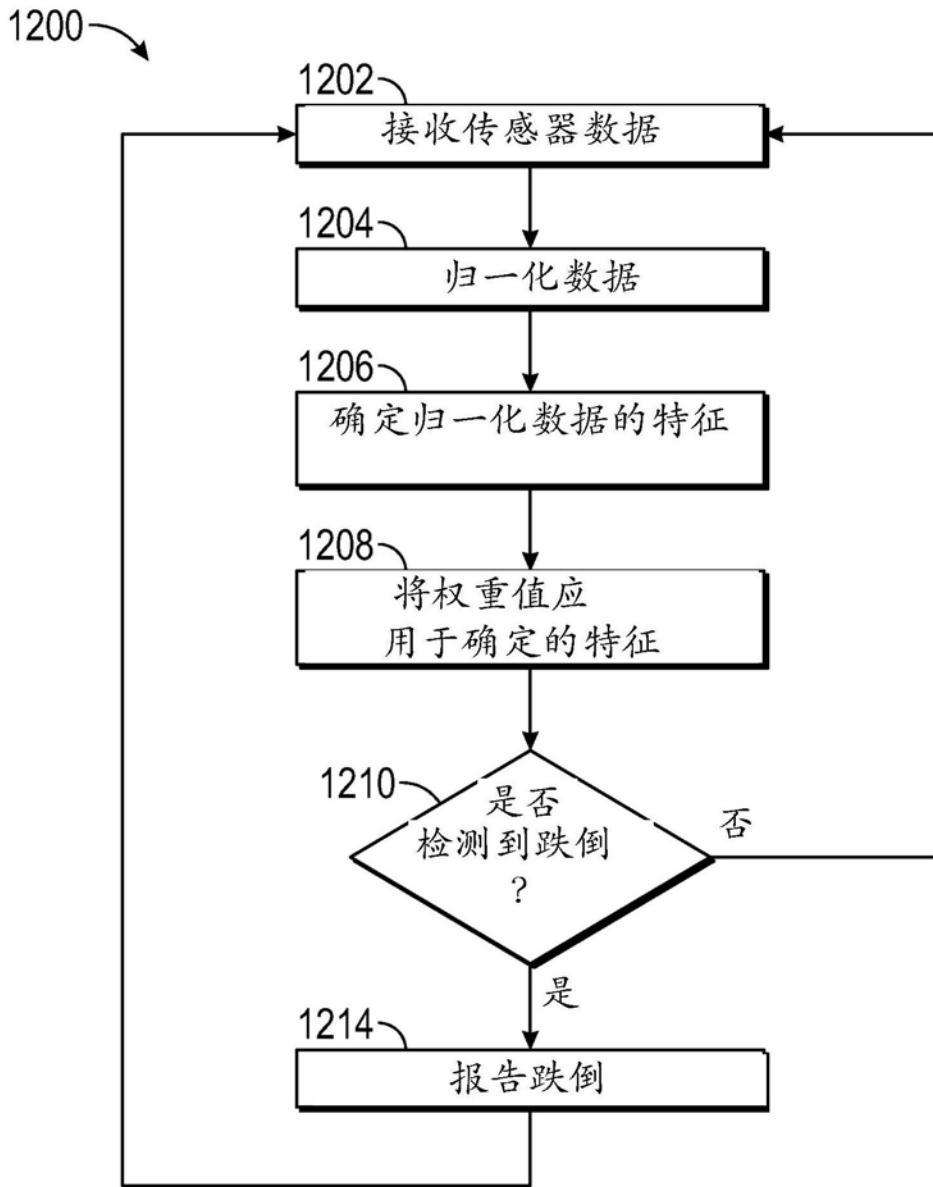 1200
1202
接收传感器数据
1204
归一化数据
1206
确定归一化数据的特征
1208
将权重值应
用于确定的特征
1210
是否
检测到跌倒
?
否
是
1214
报告跌倒